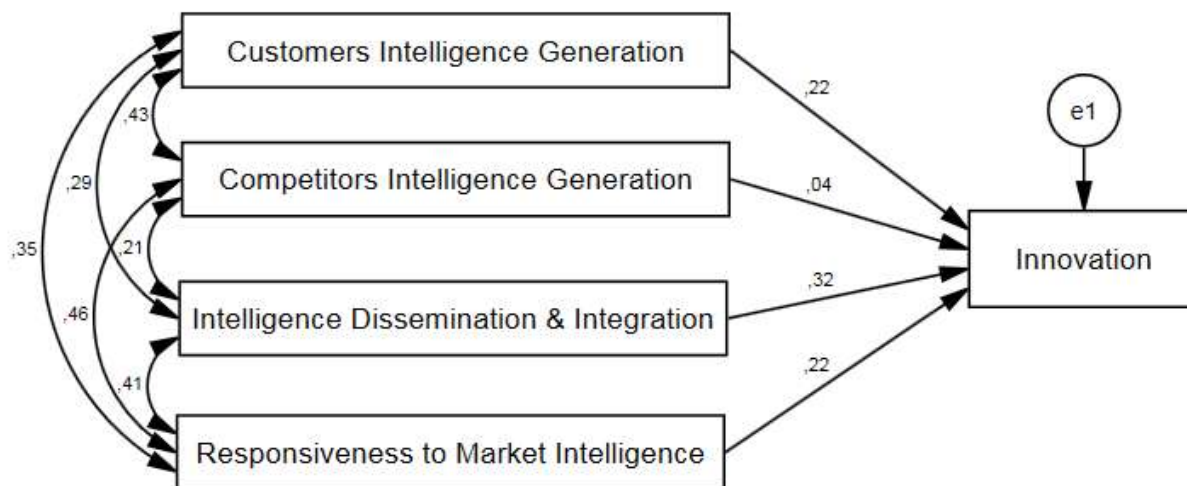 Customers Intelligence Generation
,22
e1
,43
Competitors Intelligence Generation
,04
,29
,35
,21
Innovation
,46
Intelligence Dissemination & Integration
,32
,41
,22
Responsiveness to Market Intelligence